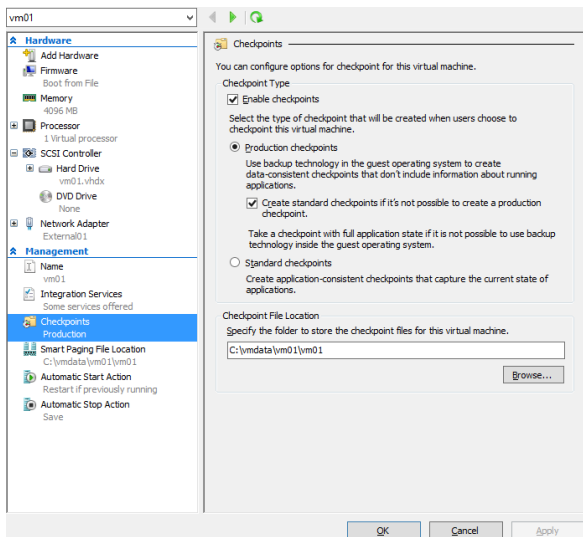 vm01
Hardware
Add Hardware
Firmware
Boot from File
Memory
4096 MB
Processor
1 Virtual processor
SCSI Controller
Hard Drive
vm01.vhdx
DVD Drive
None
Network Adapter
External01
Management
Name
vm01
Integration Services
Some services offered
Checkpoints
Production
Smart Paging File Location
C:\vmdata\vm01\vm01
Automatic Start Action
Restart if previously running
Automatic Stop Action
Save
Checkpoints
You can configure options for checkpoint for this virtual machine.
Checkpoint Type
Enable checkpoints
Select the type of checkpoint that will be created when users choose to
checkpoint this virtual machine.
Production checkpoints
Use backup technology in the guest operating system to create
data-consistent checkpoints that don't include information about running
applications.
Create standard checkpoints if it's not possible to create a production
checkpoint.
Take a checkpoint with full application state if it is not possible to use backup
technology inside the guest operating system.
Standard checkpoints
Create application-consistent checkpoints that capture the current state of
applications.
Checkpoint File Location
Specify the folder to store the checkpoint files for this virtual machine.
C:\vmdata\vm01\vm01
Browse...
OK
Cancel
Apply